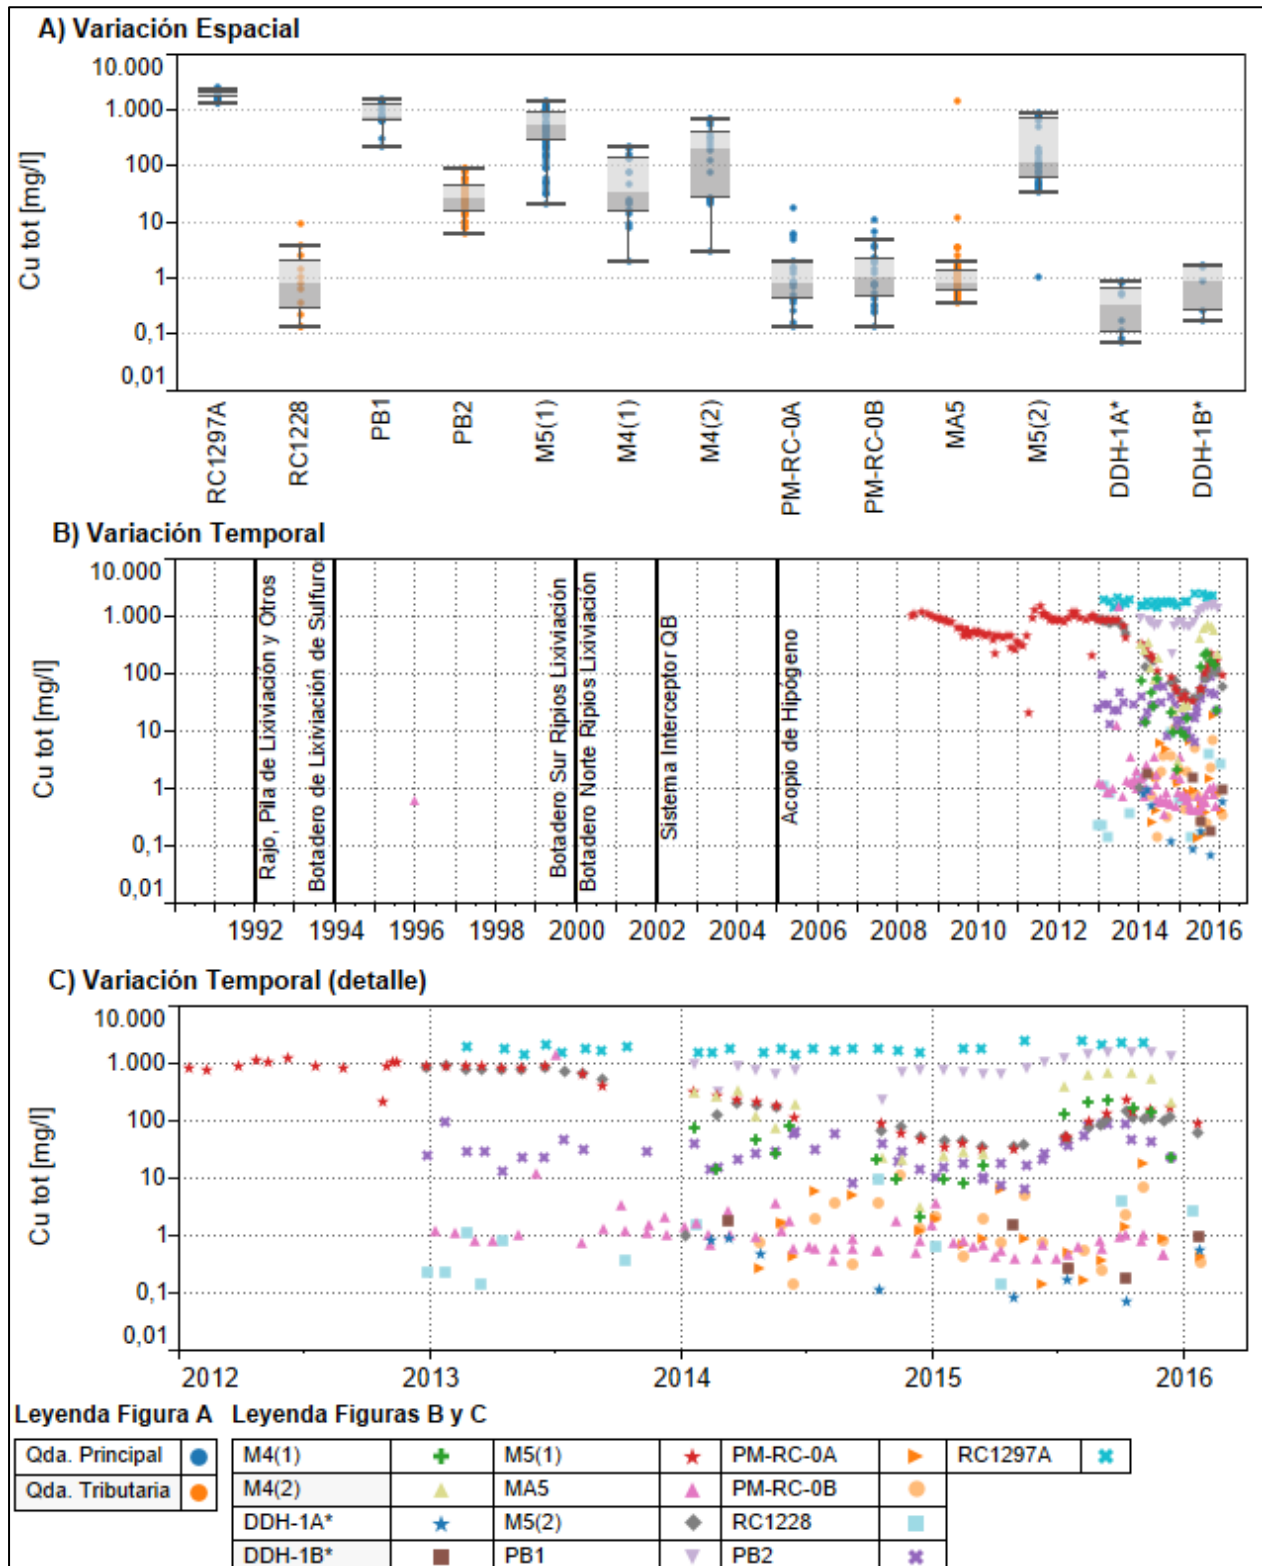 A) Variación Espacial
10.000
1.000
100
10
1
0,1
0,01
Cu tot [mg/l]
RC1297A
RC1228
PB1
PB2
M5(1)
M4(1)
M4(2)
PM-RC-0A
PM-RC-0B
MA5
M5(2)
DDH-1A*
DDH-1B*
B) Variación Temporal
10.000
1.000
100
10
1
0,1
0,01
Cu tot [mg/l]
Rajo, Pila de Lixiviación y Otros
Botadero de Lixiviación de Sulfuro
Botadero Sur Ripios Lixiviación
Botadero Norte Ripios Lixiviación
Sistema Interceptor QB
Acopio de Hipógeno
1992 1994 1996 1998 2000 2002 2004 2006 2008 2010 2012 2014 2016
C) Variación Temporal (detalle)
10.000
1.000
100
10
1
0,1
0,01
Cu tot [mg/l]
2012 2013 2014 2015 2016
Leyenda Figura A Leyenda Figuras B y C
Qda. Principal M4(1) M5(1) PM-RC-0A RC1297A
Qda. Tributaria M4(2) MA5 PM-RC-0B
DDH-1A* M5(2) RC1228
DDH-1B* PB1 PB2